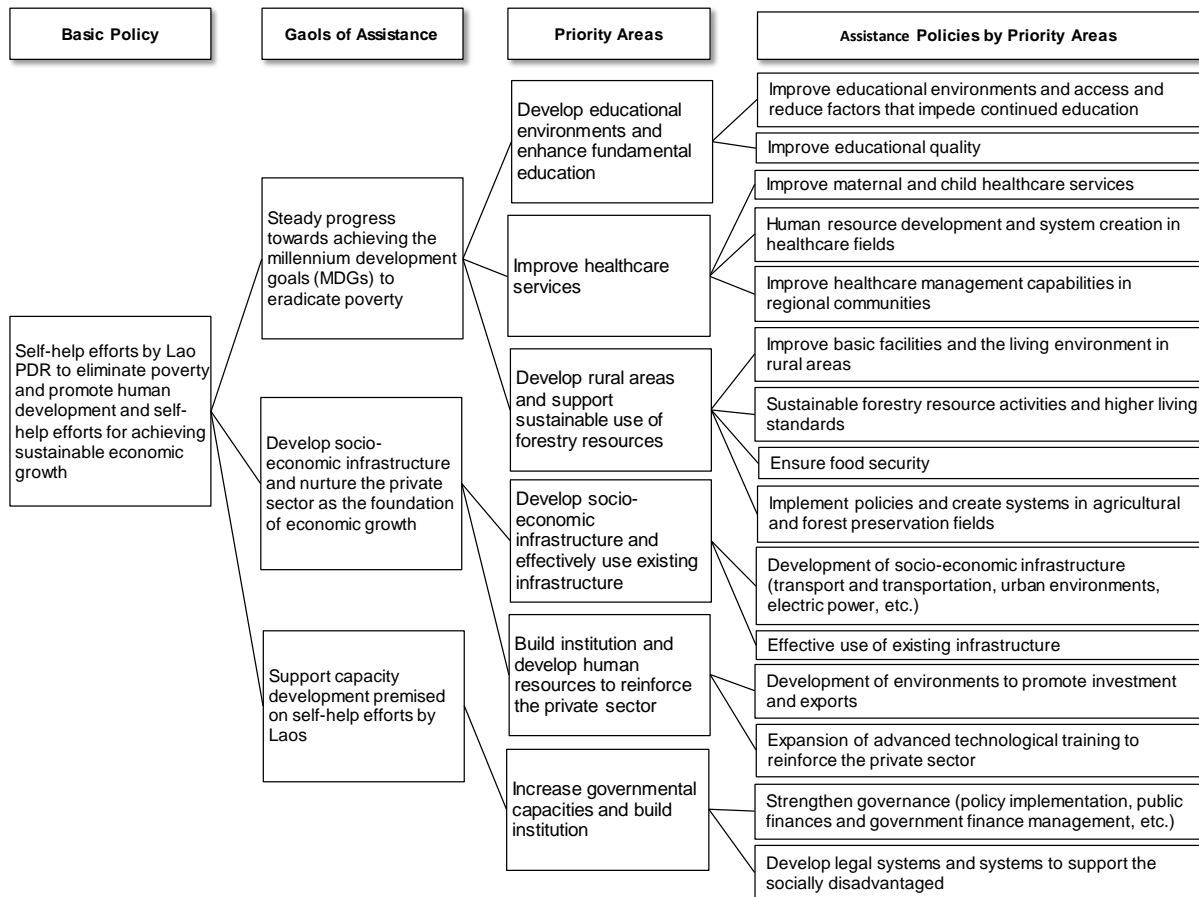 Basic Policy
Gaols of Assistance
Priority Areas
Assistance Policies by Priority Areas
Self-help efforts by Lao
PDR to eliminate poverty
and promote human
development and self-
help efforts for achieving
sustainable economic
growth
Steady progress
towards achieving the
millennium development
goals (MDGs) to
eradicate poverty
Develop socio-
economic infrastructure
and nurture the private
sector as the foundation
of economic growth
Support capacity
development premised
on self-help efforts by
Laos
Develop educational
environments and
enhance fundamental
education
Improve healthcare
services
Develop rural areas
and support
sustainable use of
forestry resources
Develop socio-
economic
infrastructure and
effectively use existing
infrastructure
Build institution and
develop human
resources to reinforce
the private sector
Increase governmental
capacities and build
institution
Improve educational environments and access and
reduce factors that impede continued education
Improve educational quality
Improve maternal and child healthcare services
Human resource development and system creation in
healthcare fields
Improve healthcare management capabilities in
regional communities
Improve basic facilities and the living environment in
rural areas
Sustainable forestry resource activities and higher living
standards
Ensure food security
Implement policies and create systems in agricultural
and forest preservation fields
Development of socio-economic infrastructure
(transport and transportation, urban environments,
electric power, etc.)
Effective use of existing infrastructure
Development of environments to promote investment
and exports
Expansion of advanced technological training to
reinforce the private sector
Strengthen governance (policy implementation, public
finances and government finance management, etc.)
Develop legal systems and systems to support the
socially disadvantaged